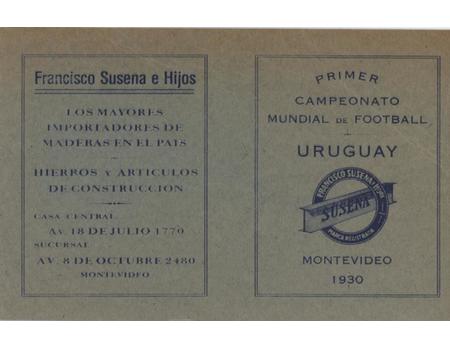 Francisco Susena e Hijos
LOS MAYORES
IMPORTADORES DE
MADERAS EN EL PAIS
HIERROS Y ARTICULOS
DE CONSTRUCCION
CASA CENTRAL
AV. 18 DE JULIO 1770
SUCURSAL
AV. 8 DE OCTUBRE 2480
MONTEVIDEO
PRIMER
CAMPEONATO
MUNDIAL DE FOOTBALL
URUGUAY
FRANCISCO SUSENA E HIJOS
SUSENA
MARCA REGISTRADA
MONTEVIDEO
1930